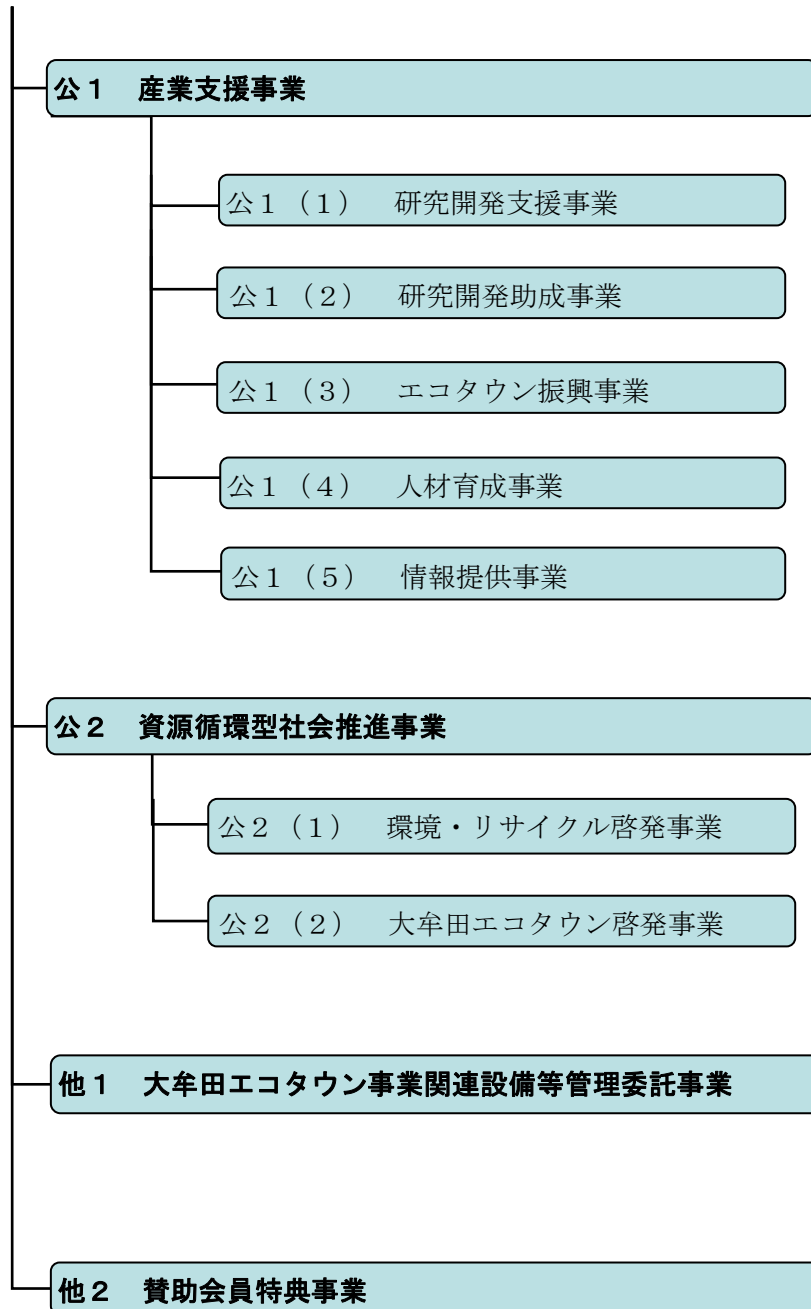 公１　産業支援事業
公１（１）　研究開発支援事業
公１（２）　研究開発助成事業
公１（３）　エコタウン振興事業
公１（４）　人材育成事業
公１（５）　情報提供事業
公２　資源循環型社会推進事業
公２（１）　環境・リサイクル啓発事業
公２（２）　大牟田エコタウン啓発事業
他１　大牟田エコタウン事業関連設備等管理委託事業
他２　賛助会員特典事業